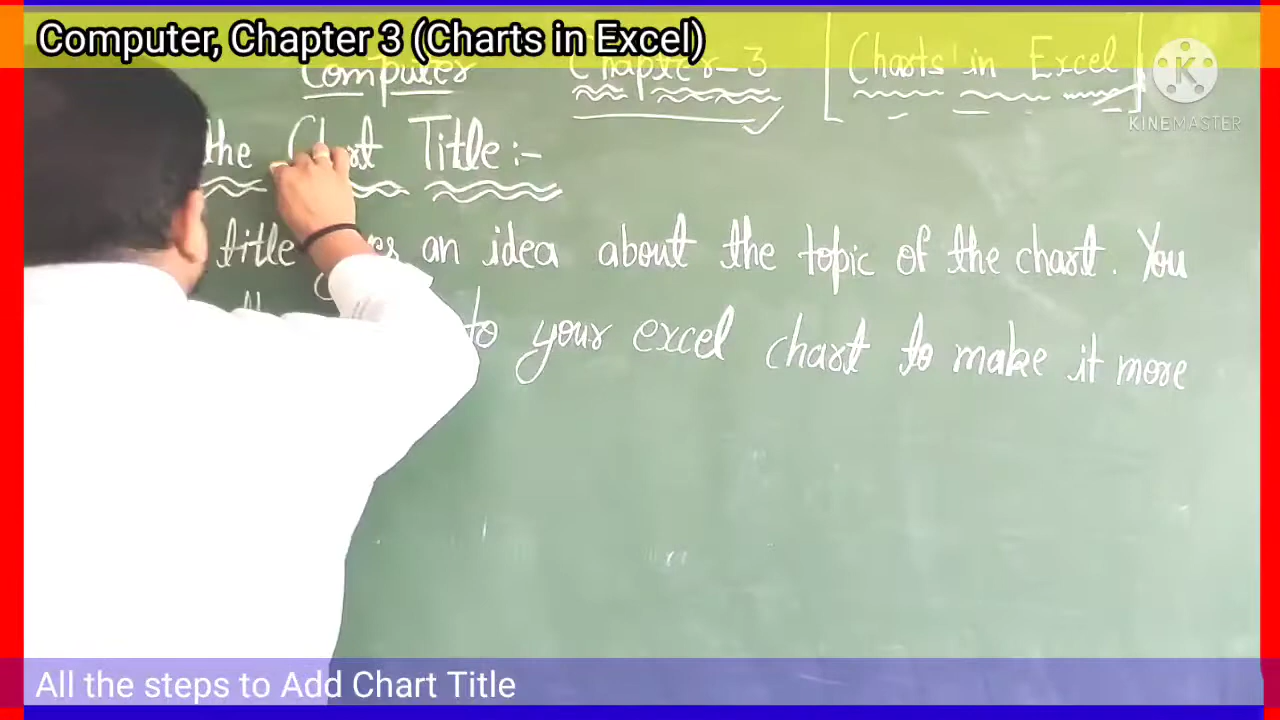 Computer, Chapter 3 (Charts in Excel)
Computer Chapter-3 [Charts in Excel]
KINEMASTER
the Chart Title :-
title an idea about the topic of the chart. You
to your excel chart to make it more
All the steps to Add Chart Title